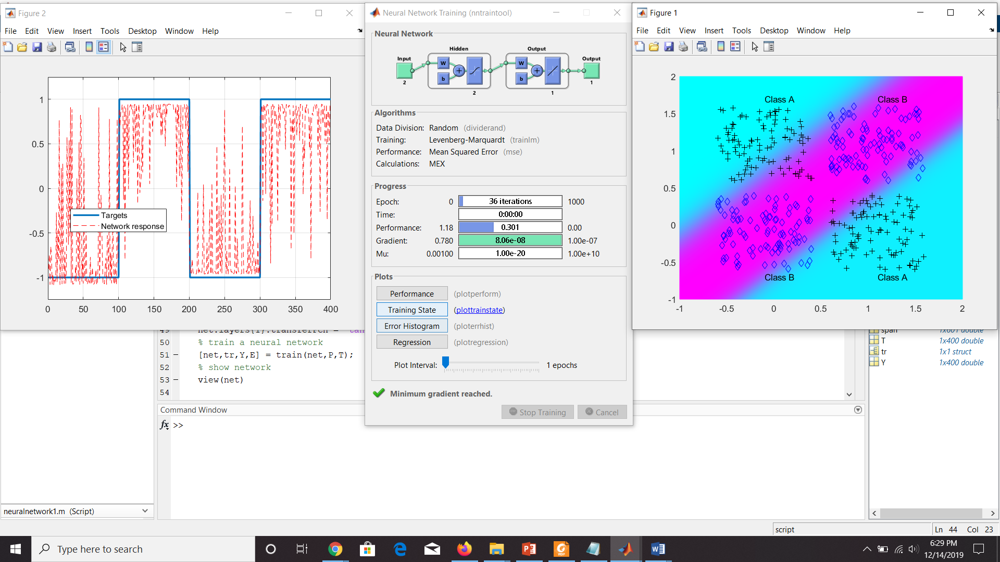 Figure 2
File Edit View Insert Tools Desktop Window Help
1
0.5
0
-0.5
-1
Targets
Network response
0 50 100 150 200 250 300 350 400
Neural Network Training (nntraintool)
Neural Network
Hidden Output
Input Output
W W
b b
2 1
2 1
Algorithms
Data Division: Random (dividerand)
Training: Levenberg-Marquardt (trainlm)
Performance: Mean Squared Error (mse)
Calculations: MEX
Progress
Epoch: 0 36 iterations 1000
Time: 0:00:00
Performance: 1.18 0.301 0.00
Gradient: 0.780 8.06e-08 1.00e-07
Mu: 0.00100 1.00e-20 1.00e+10
Plots
Performance (plotperform)
Training State (plottrainstate)
Error Histogram (ploterrhist)
Regression (plotregression)
Plot Interval: 1 epochs
Minimum gradient reached.
Stop Training Cancel
Figure 1
File Edit View Insert Tools Desktop Window Help
2
1.5
1
0.5
0
-0.5
-1
Class A Class B
Class B Class A
-1 -0.5 0 0.5 1 1.5 2
50 % train a neural network
51 – [net,tr,Y,E] = train(net,P,T);
52 % show network
53 – view(net)
54
span 1x601 double
T 1x400 double
tr 1x1 struct
Y 1x400 double
Command Window
fx >>
neuralnetwork1.m (Script)
script Ln 44 Col 23
Type here to search
6:29 PM
12/14/2019